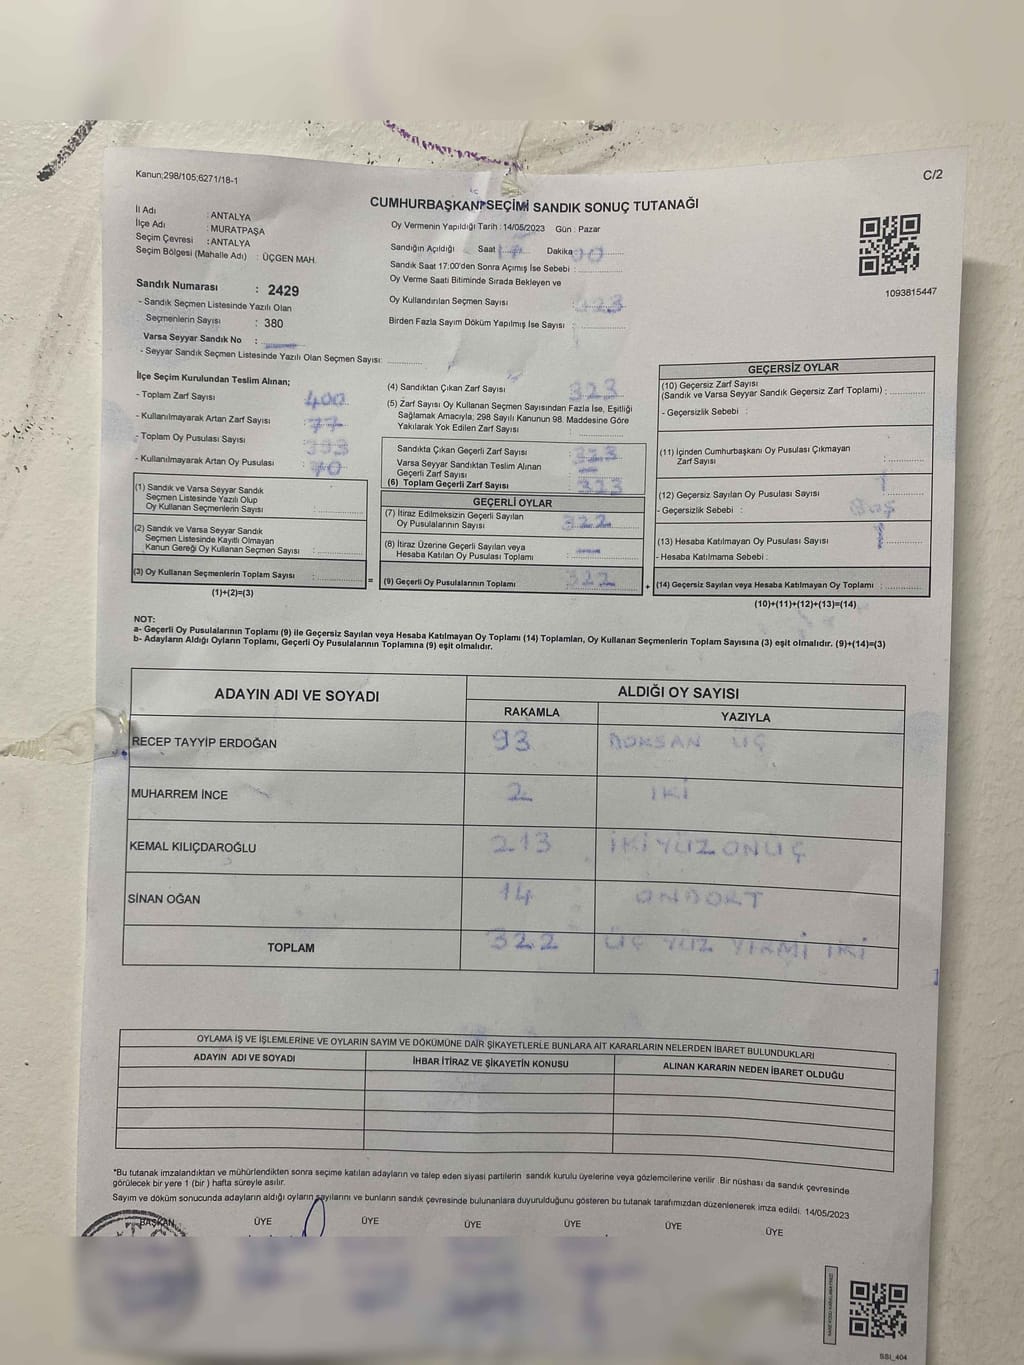 Kanun;298/105;6271/18-1
C/2
CUMHURBAŞKANI SEÇİMİ SANDIK SONUÇ TUTANAĞI
İl Adı : ANTALYA
İlçe Adı : MURATPAŞA
Seçim Çevresi : ANTALYA
Seçim Bölgesi (Mahalle Adı) : ÜÇGEN MAH.
Oy Vermenin Yapıldığı Tarih : 14/05/2023 Gün : Pazar
Sandığın Açıldığı Saat 17 Dakika 00
Sandık Saat 17:00'den Sonra Açımış İse Sebebi :
Oy Verme Saati Bitiminde Sırada Bekleyen ve
Oy Kullandırılan Seçmen Sayısı : 323
Birden Fazla Sayım Döküm Yapılmış İse Sayısı :
1093815447
Sandık Numarası : 2429
- Sandık Seçmen Listesinde Yazılı Olan
Seçmenlerin Sayısı : 380
Varsa Seyyar Sandık No :
- Seyyar Sandık Seçmen Listesinde Yazılı Olan Seçmen Sayısı:
İlçe Seçim Kurulundan Teslim Alınan;
- Toplam Zarf Sayısı 400
- Kullanılmayarak Artan Zarf Sayısı 77
- Toplam Oy Pusulası Sayısı 393
- Kullanılmayarak Artan Oy Pusulası 70
(1) Sandık ve Varsa Seyyar Sandık
Seçmen Listesinde Yazılı Olup
Oy Kullanan Seçmenlerin Sayısı :
(2) Sandık ve Varsa Seyyar Sandık
Seçmen Listesinde Kayıtlı Olmayan
Kanun Gereği Oy Kullanan Seçmen Sayısı :
(3) Oy Kullanan Seçmenlerin Toplam Sayısı :
(1)+(2)=(3)
=
(4) Sandıktan Çıkan Zarf Sayısı 323
(5) Zarf Sayısı Oy Kullanan Seçmen Sayısından Fazla İse, Eşitliği
Sağlamak Amacıyla; 298 Sayılı Kanunun 98. Maddesine Göre
Yakılarak Yok Edilen Zarf Sayısı :
Sandıkta Çıkan Geçerli Zarf Sayısı : 323
Varsa Seyyar Sandıktan Teslim Alınan
Geçerli Zarf Sayısı
(6) Toplam Geçerli Zarf Sayısı : 323
GEÇERLİ OYLAR
(7) İtiraz Edilmeksizin Geçerli Sayılan
Oy Pusulalarının Sayısı 322
(8) İtiraz Üzerine Geçerli Sayılan veya
Hesaba Katılan Oy Pusulası Toplamı :
(9) Geçerli Oy Pusulalarının Toplamı : 322
+
GEÇERSİZ OYLAR
(10) Geçersiz Zarf Sayısı
(Sandık ve Varsa Seyyar Sandık Geçersiz Zarf Toplamı) :
- Geçersizlik Sebebi :
(11) İçinden Cumhurbaşkanı Oy Pusulası Çıkmayan
Zarf Sayısı :
(12) Geçersiz Sayılan Oy Pusulası Sayısı : 1
- Geçersizlik Sebebi : Boş
(13) Hesaba Katılmayan Oy Pusulası Sayısı : 1
- Hesaba Katılmama Sebebi :
(14) Geçersiz Sayılan veya Hesaba Katılmayan Oy Toplamı :
(10)+(11)+(12)+(13)=(14)
NOT:
a- Geçerli Oy Pusulalarının Toplamı (9) ile Geçersiz Sayılan veya Hesaba Katılmayan Oy Toplamı (14) Toplamları, Oy Kullanan Seçmenlerin Toplam Sayısına (3) eşit olmalıdır. (9)+(14)=(3)
b- Adayların Aldığı Oyların Toplamı, Geçerli Oy Pusulalarının Toplamına (9) eşit olmalıdır.
ADAYIN ADI VE SOYADI ALDIĞI OY SAYISI
RAKAMLA YAZIYLA
RECEP TAYYİP ERDOĞAN 93 DOKSAN ÜÇ
MUHARREM İNCE 2 İKİ
KEMAL KILIÇDAROĞLU 213 İKİYÜZONÜÇ
SİNAN OĞAN 14 ONDÖRT
TOPLAM 322 ÜÇ YÜZ YİRMİ İKİ
OYLAMA İŞ VE İŞLEMLERİNE VE OYLARIN SAYIM VE DÖKÜMÜNE DAİR ŞİKAYETLERLE BUNLARA AİT KARARLARIN NELERDEN İBARET BULUNDUKLARI
ADAYIN ADI VE SOYADI İHBAR İTİRAZ VE ŞİKAYETİN KONUSU ALINAN KARARIN NEDEN İBARET OLDUĞU
*Bu tutanak imzalandıktan ve mühürlendikten sonra seçime katılan adayların ve talep eden siyasi partilerin sandık kurulu üyelerine veya gözlemcilerine verilir. Bir nüshası da sandık çevresinde
görülecek bir yere 1 (bir) hafta süreyle asılır.
Sayım ve döküm sonucunda adayların aldığı oyların sayılarını ve bunların sandık çevresinde bulunanlara duyurulduğunu gösteren bu tutanak tarafımızdan düzenlenerek imza edildi. 14/05/2023
BAŞKAN ÜYE ÜYE ÜYE ÜYE ÜYE ÜYE
SSI_404